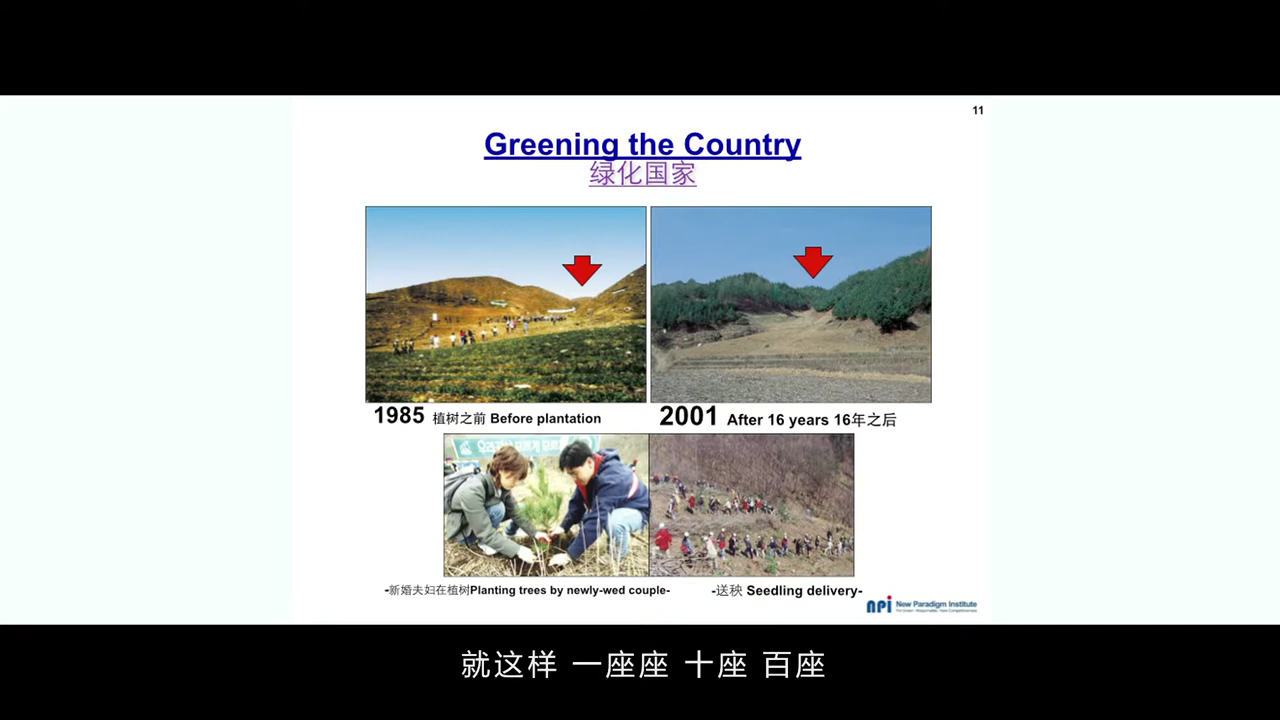 11
Greening the Country
绿化国家
1985 植树之前 Before plantation
2001 After 16 years 16年之后
-新婚夫妇在植树Planting trees by newly-wed couple-
-送秧 Seedling delivery-
npi New Paradigm Institute
就这样 一座座 十座 百座